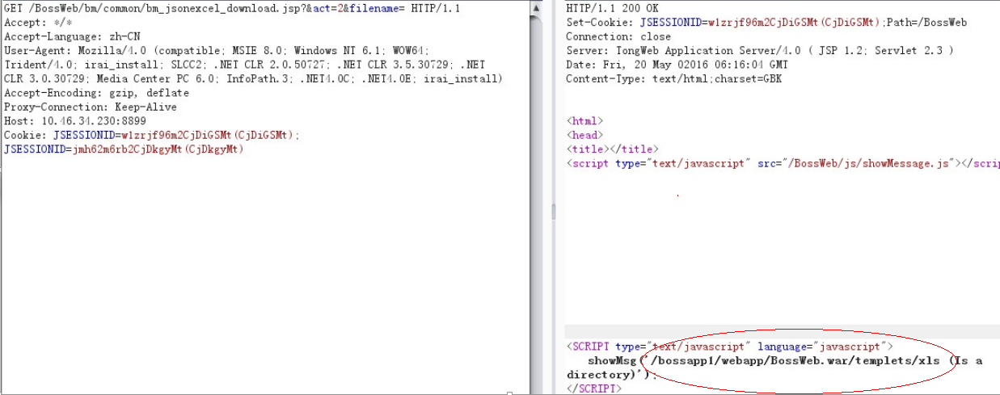 GET /BossWeb/bm/common/bm_jsonexcel_download.jsp?&act=2&filename= HTTP/1.1
Accept: */*
Accept-Language: zh-CN
User-Agent: Mozilla/4.0 (compatible; MSIE 8.0; Windows NT 6.1; WOW64;
Trident/4.0; irai_install; SLCC2; .NET CLR 2.0.50727; .NET CLR 3.5.30729; .NET
CLR 3.0.30729; Media Center PC 6.0; InfoPath.3; .NET4.0C; .NET4.0E; irai_install)
Accept-Encoding: gzip, deflate
Proxy-Connection: Keep-Alive
Host: 10.46.34.230:8899
Cookie: JSESSIONID=w1zrjf96m2CjDiGSMt(CjDiGSMt);
JSESSIONID=jmh62m6rb2CjDkgyMt(CjDkgyMt)
HTTP/1.1 200 OK
Set-Cookie: JSESSIONID=w1zrjf96m2CjDiGSMt(CjDiGSMt);Path=/BossWeb
Connection: close
Server: TongWeb Application Server/4.0 ( JSP 1.2; Servlet 2.3 )
Date: Fri, 20 May 02016 06:16:04 GMT
Content-Type: text/html;charset=GBK
<html>
<head>
<title></title>
<script type="text/javascript" src="/BossWeb/js/showMessage.js"></scrip
<SCRIPT type="text/javascript" language="javascript">
showMsg('/bossapp1/webapp/BossWeb.war/templets/xls (Is a
directory)');
</SCRIPT>